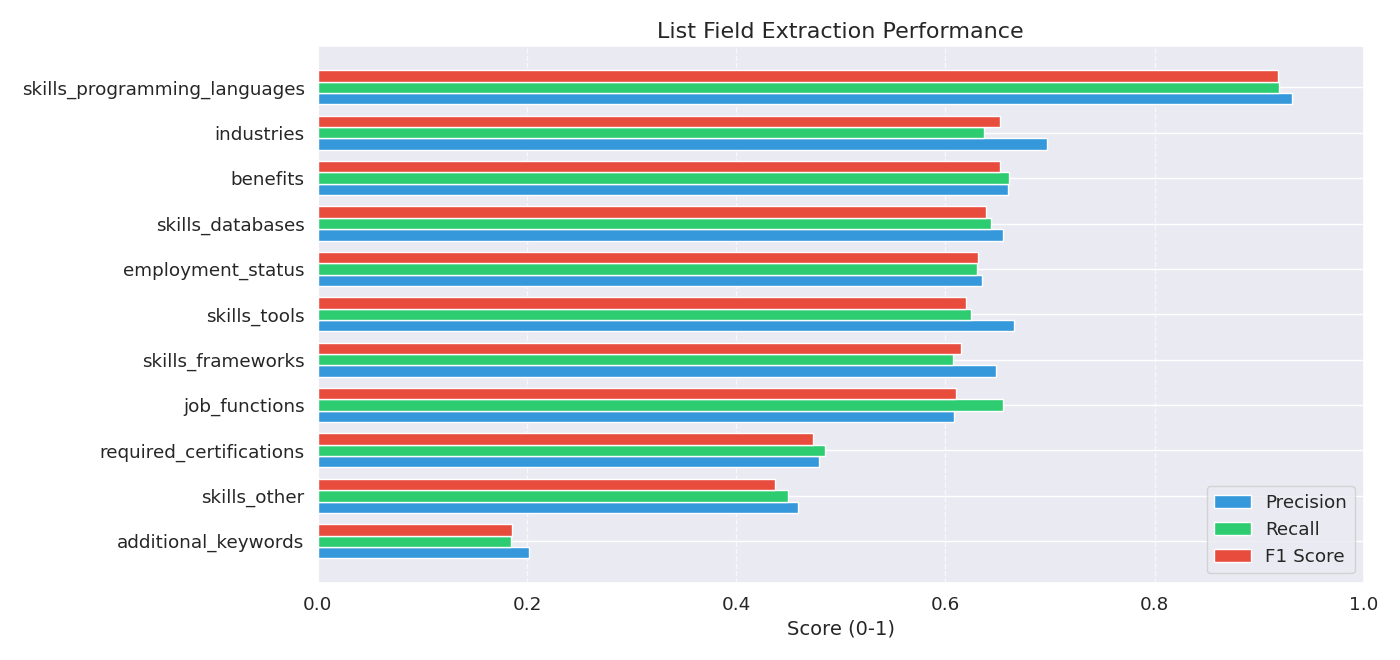 List Field Extraction Performance
skills_programming_languages
industries
benefits
skills_databases
employment_status
skills_tools
skills_frameworks
job_functions
required_certifications
skills_other
additional_keywords
Precision
Recall
F1 Score
0.0 0.2 0.4 0.6 0.8 1.0
Score (0-1)